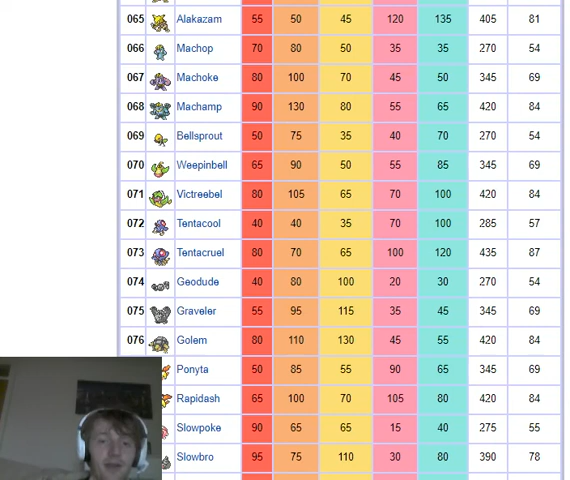 065 Alakazam 55 50 45 120 135 405 81
066 Machop 70 80 50 35 35 270 54
067 Machoke 80 100 70 45 50 345 69
068 Machamp 90 130 80 55 65 420 84
069 Bellsprout 50 75 35 40 70 270 54
070 Weepinbell 65 90 50 55 85 345 69
071 Victreebel 80 105 65 70 100 420 84
072 Tentacool 40 40 35 70 100 285 57
073 Tentacruel 80 70 65 100 120 435 87
074 Geodude 40 80 100 20 30 270 54
075 Graveler 55 95 115 35 45 345 69
076 Golem 80 110 130 45 55 420 84
Ponyta 50 85 55 90 65 345 69
Rapidash 65 100 70 105 80 420 84
Slowpoke 90 65 65 15 40 275 55
Slowbro 95 75 110 30 80 390 78